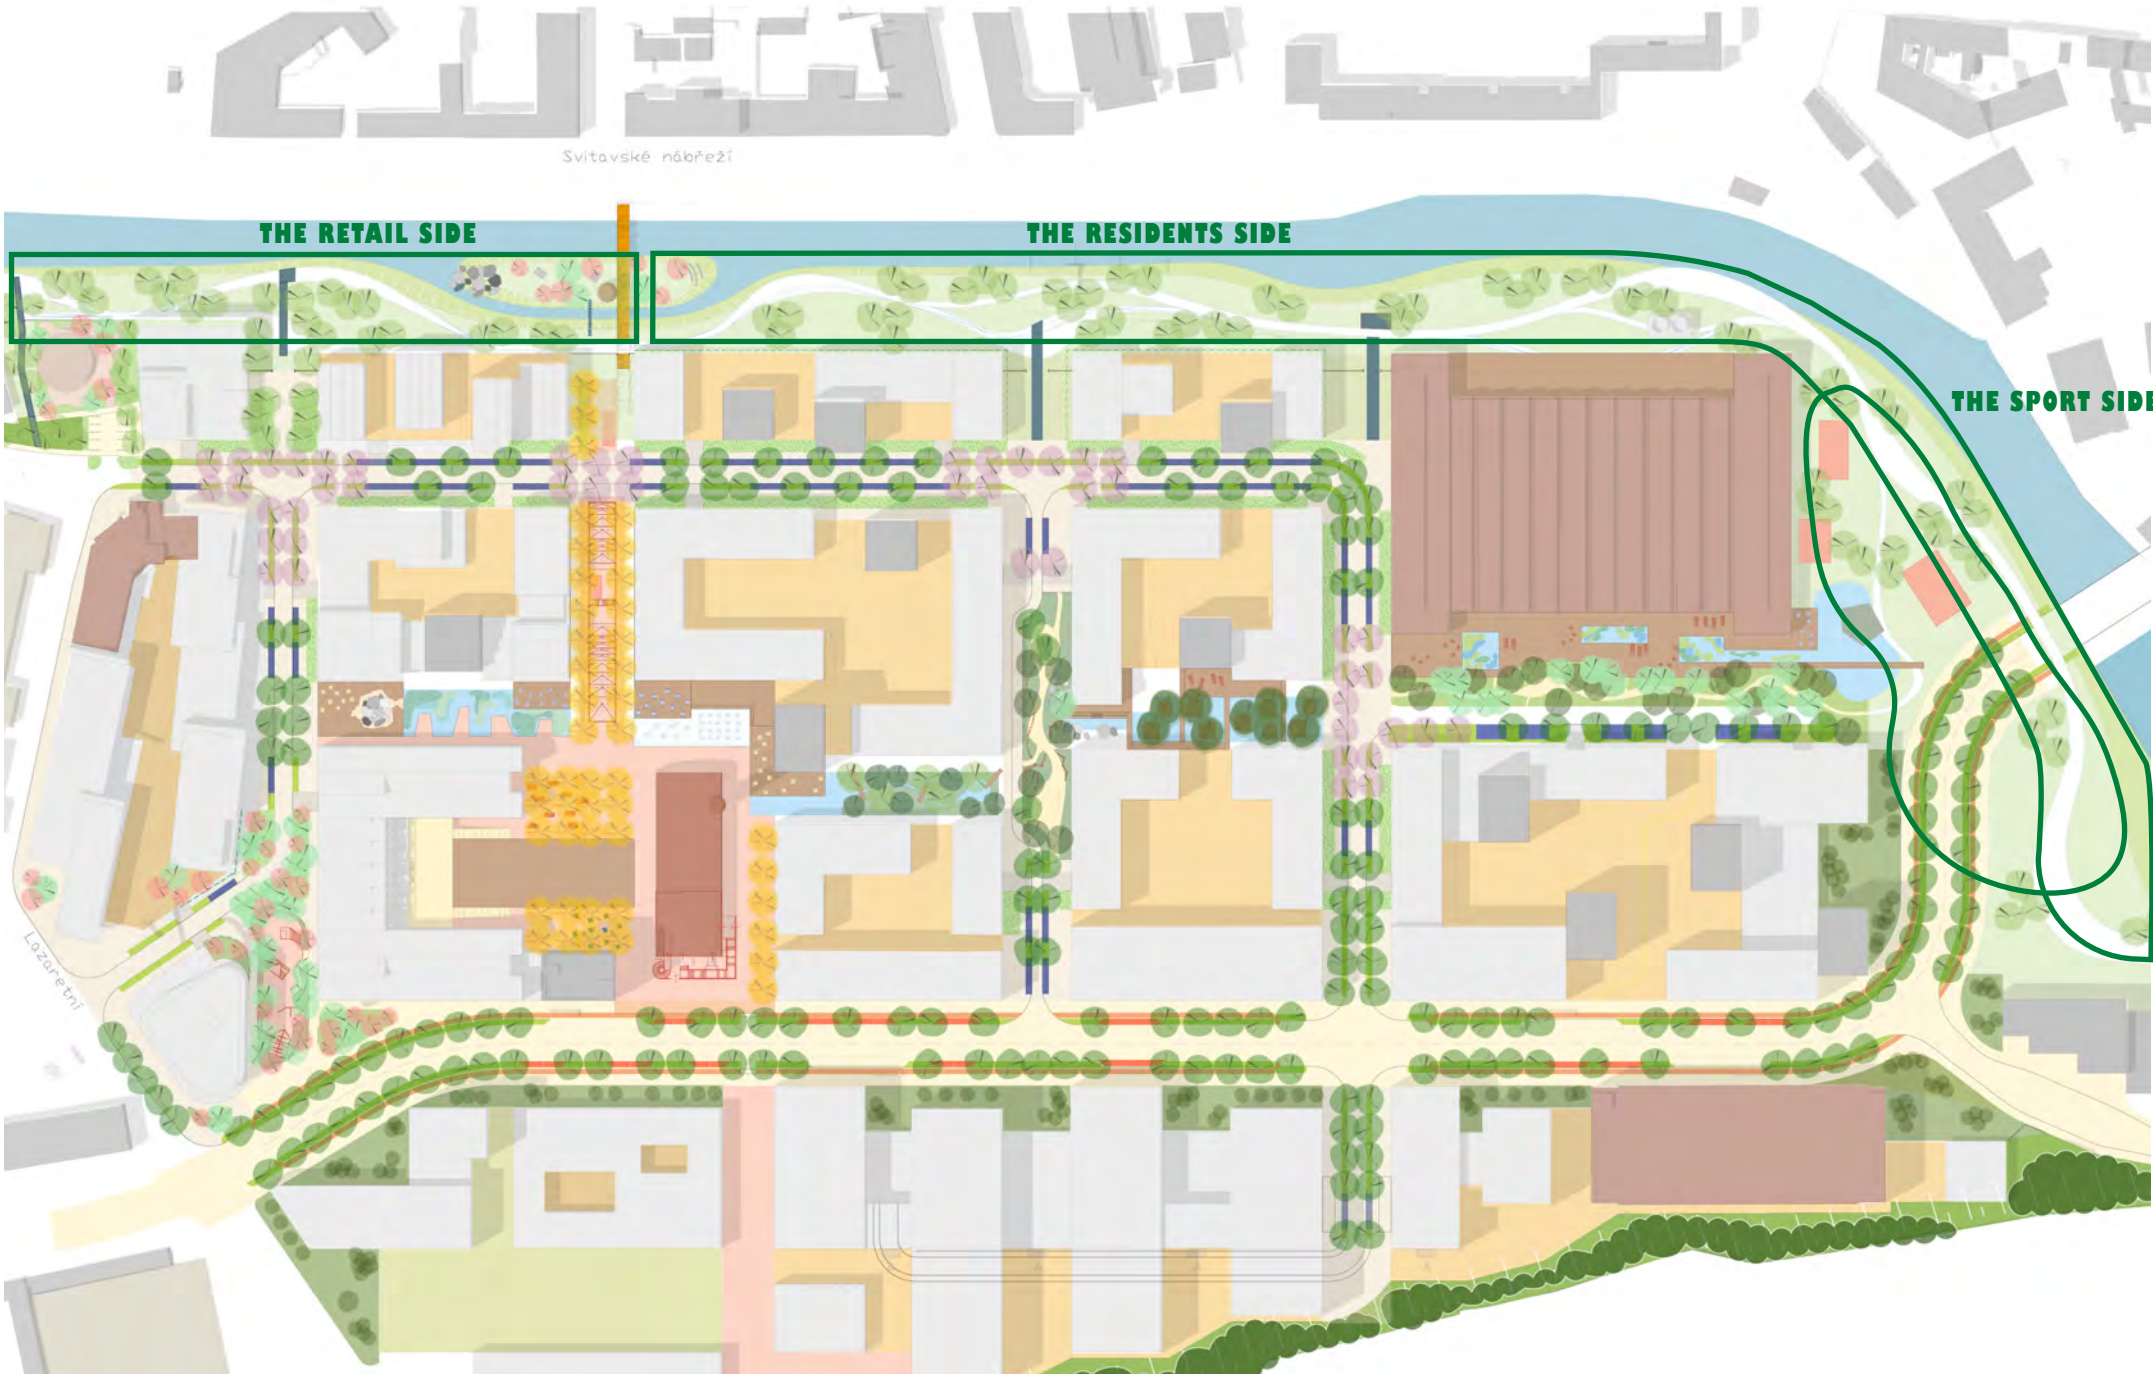 Svitavské nábřeží
THE RETAIL SIDE
THE RESIDENTS SIDE
THE SPORT SIDE
Lazaretní